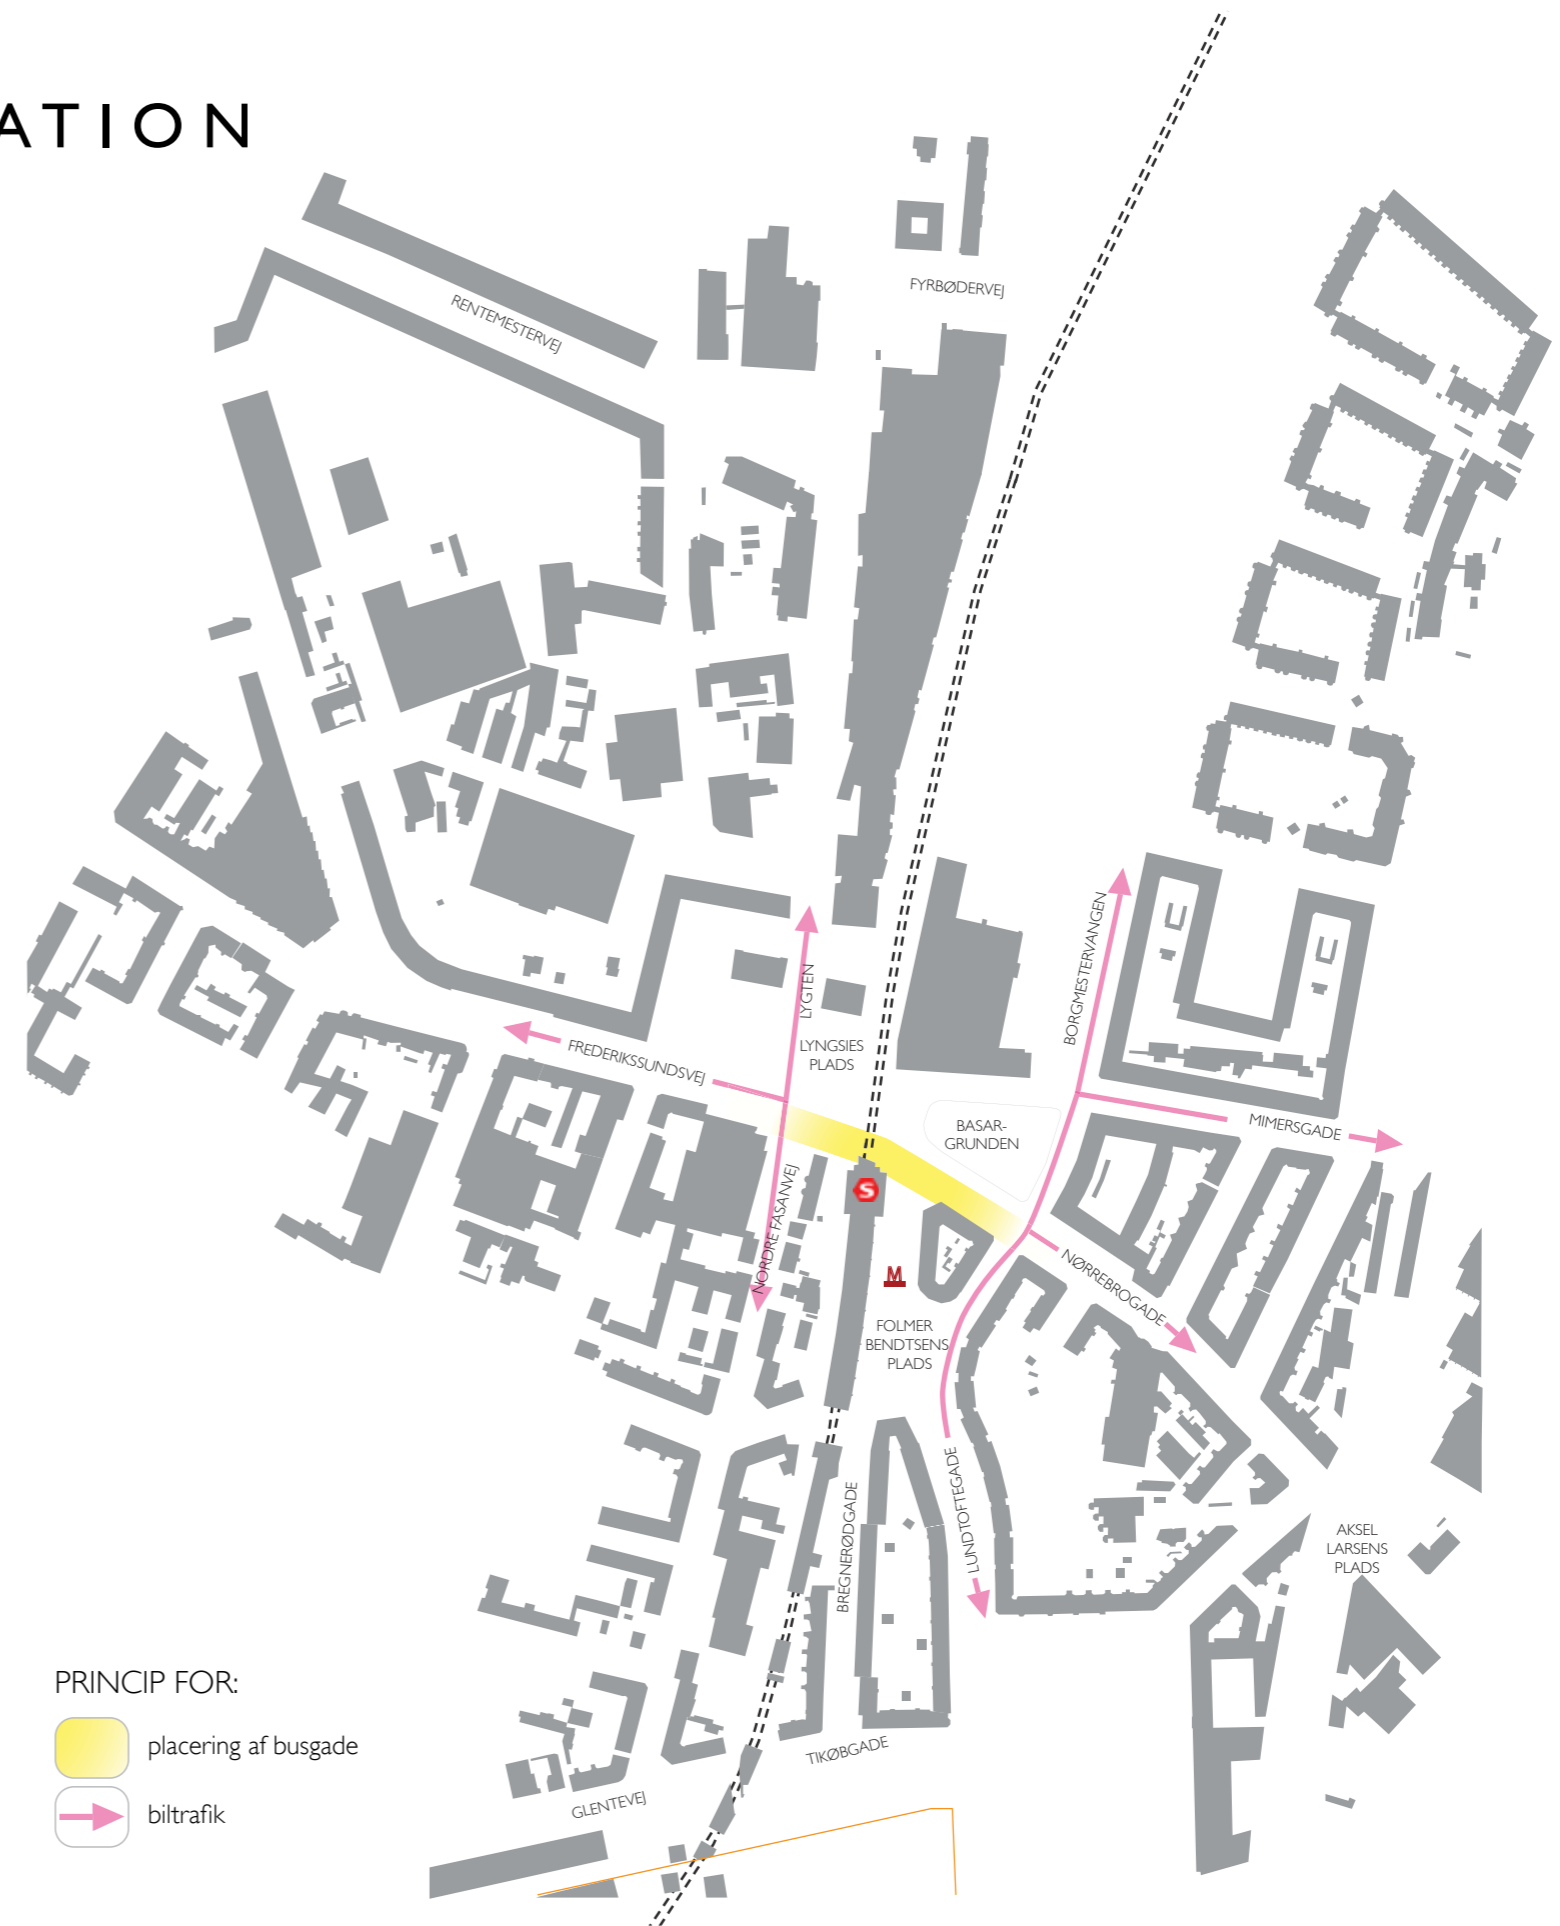 ATION
FYRBØDERVEJ
RENTEMESTERVEJ
BORGMESTERVANGEN
LYGTEN
FREDERIKSSUNDSVEJ
LYNGSIES
PLADS
BASAR-
GRUNDEN
MIMERSGADE
S
NORDRE FASANVEJ
M
NØRREBROGADE
FOLMER
BENDTSENS
PLADS
LUNDTOFTEGADE
BREGNERØDGADE
AKSEL
LARSENS
PLADS
TIKØBGADE
GLENTEVEJ
PRINCIP FOR:
placering af busgade
biltrafik